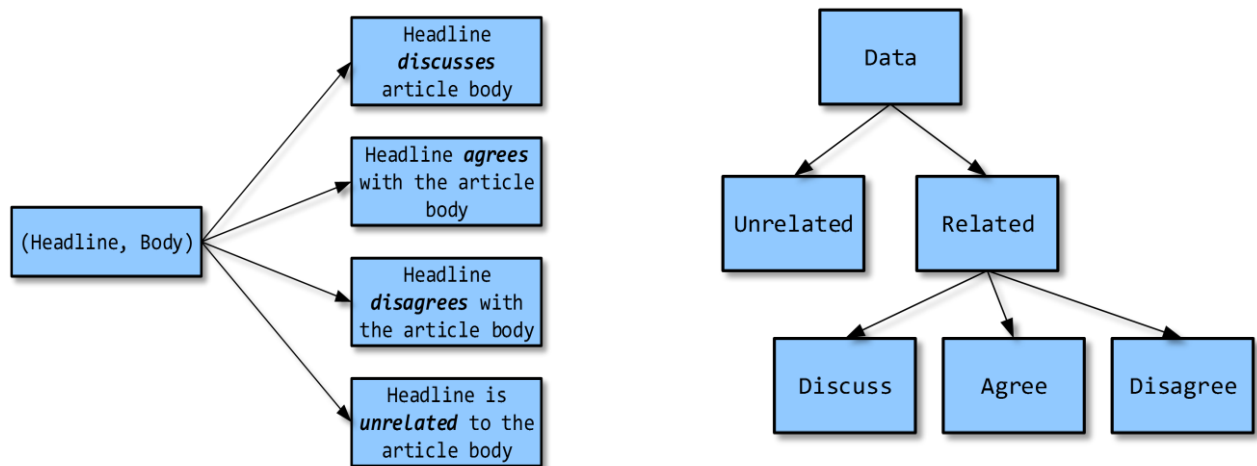 Headline
discusses
article body
Headline agrees
with the article
body
(Headline, Body)
Headline
disagrees with
the article body
Headline is
unrelated to the
article body
Data
Unrelated
Related
Discuss
Agree
Disagree